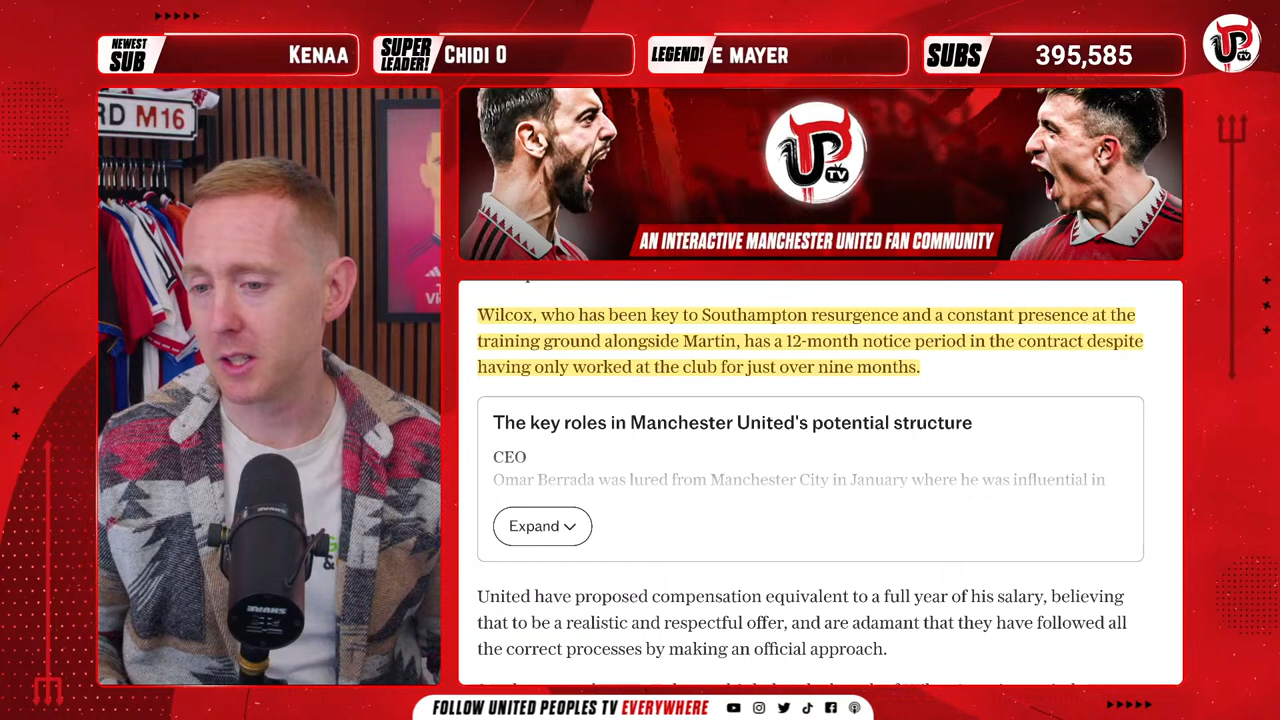 NEWEST SUB
KENAA
SUPER LEADER!
CHIDI O
LEGEND!
E MAYER
SUBS
395,585
UP TV
RD M16
UP TV
AN INTERACTIVE MANCHESTER UNITED FAN COMMUNITY
Wilcox, who has been key to Southampton resurgence and a constant presence at the
training ground alongside Martin, has a 12-month notice period in the contract despite
having only worked at the club for just over nine months.
The key roles in Manchester United's potential structure
CEO
Omar Berrada was lured from Manchester City in January where he was influential in
Expand
United have proposed compensation equivalent to a full year of his salary, believing
that to be a realistic and respectful offer, and are adamant that they have followed all
the correct processes by making an official approach.
FOLLOW UNITED PEOPLES TV EVERYWHERE